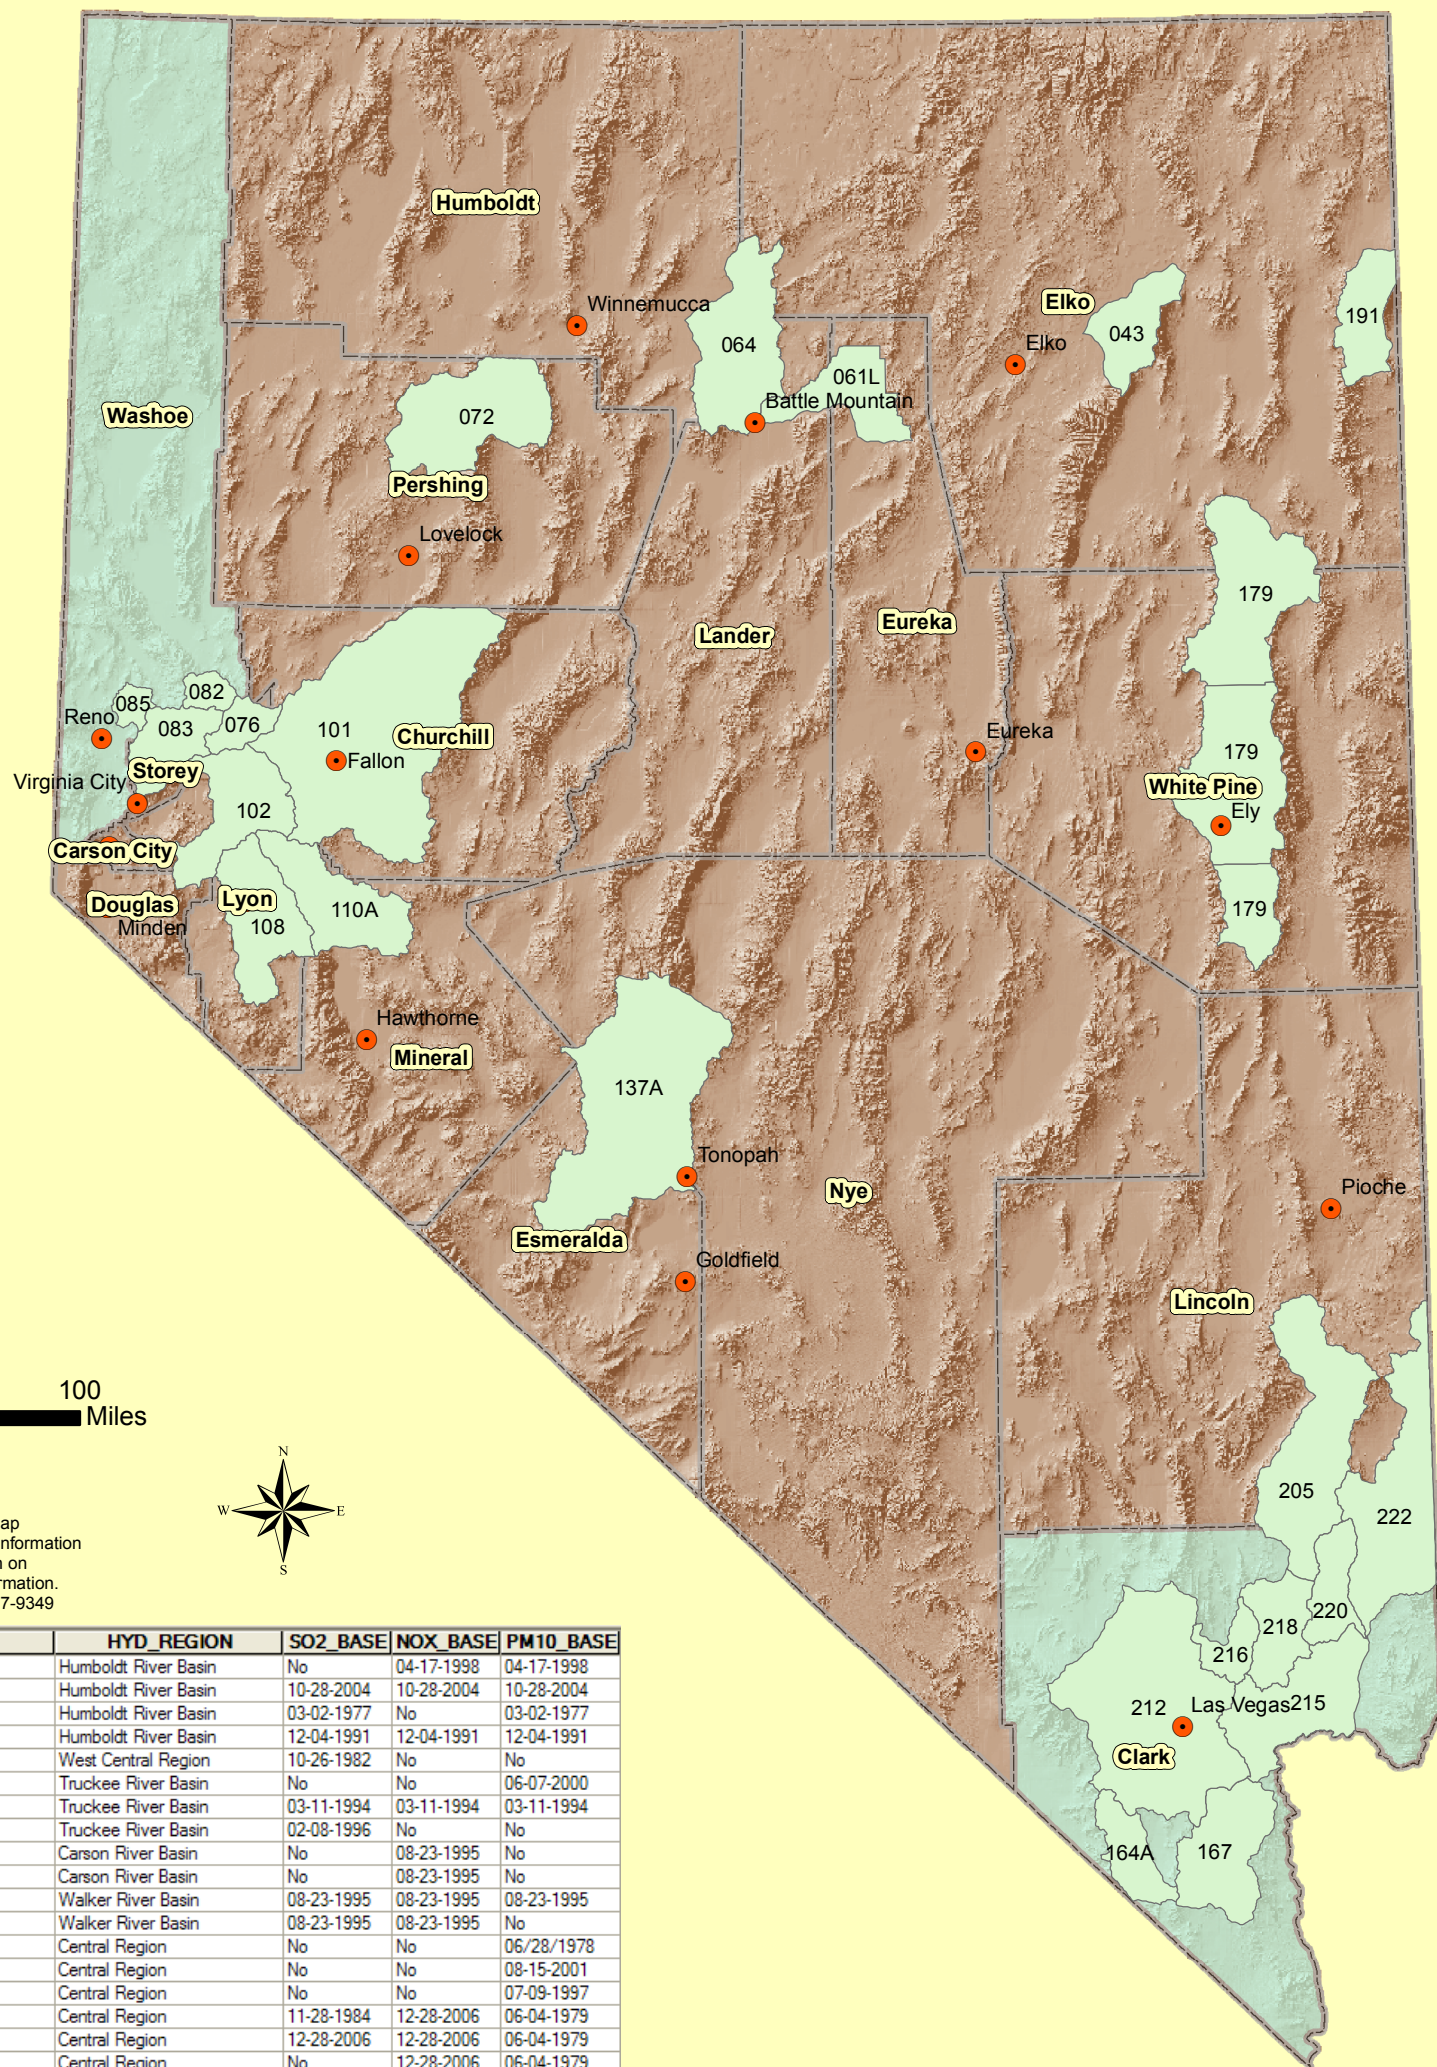 Humboldt
Winnemucca
Elko
191
043
064
Elko
061L
Battle Mountain
Washoe
072
Pershing
Lovelock
179
Lander
Eureka
082
085
Reno
083
076
101
Churchill
Eureka
Fallon
179
Storey
Virginia City
White Pine
102
Ely
Carson City
Lyon
Douglas
110A
179
Minden
108
Hawthorne
Mineral
137A
Tonopah
Nye
Pioche
Esmeralda
Goldfield
Lincoln
100
Miles
N
W E
S
205
222
ap
nformation
n on
rmation.
7-9349
220
218
216
212
Las Vegas
215
Clark
164A
167
HYD_REGION SO2_BASE NOX_BASE PM10_BASE
Humboldt River Basin No 04-17-1998 04-17-1998
Humboldt River Basin 10-28-2004 10-28-2004 10-28-2004
Humboldt River Basin 03-02-1977 No 03-02-1977
Humboldt River Basin 12-04-1991 12-04-1991 12-04-1991
West Central Region 10-26-1982 No No
Truckee River Basin No No 06-07-2000
Truckee River Basin 03-11-1994 03-11-1994 03-11-1994
Truckee River Basin 02-08-1996 No No
Carson River Basin No 08-23-1995 No
Carson River Basin No 08-23-1995 No
Walker River Basin 08-23-1995 08-23-1995 08-23-1995
Walker River Basin 08-23-1995 08-23-1995 No
Central Region No No 06/28/1978
Central Region No No 08-15-2001
Central Region No No 07-09-1997
Central Region 11-28-1984 12-28-2006 06-04-1979
Central Region 12-28-2006 12-28-2006 06-04-1979
Central Region No 12-28-2006 06-04-1979